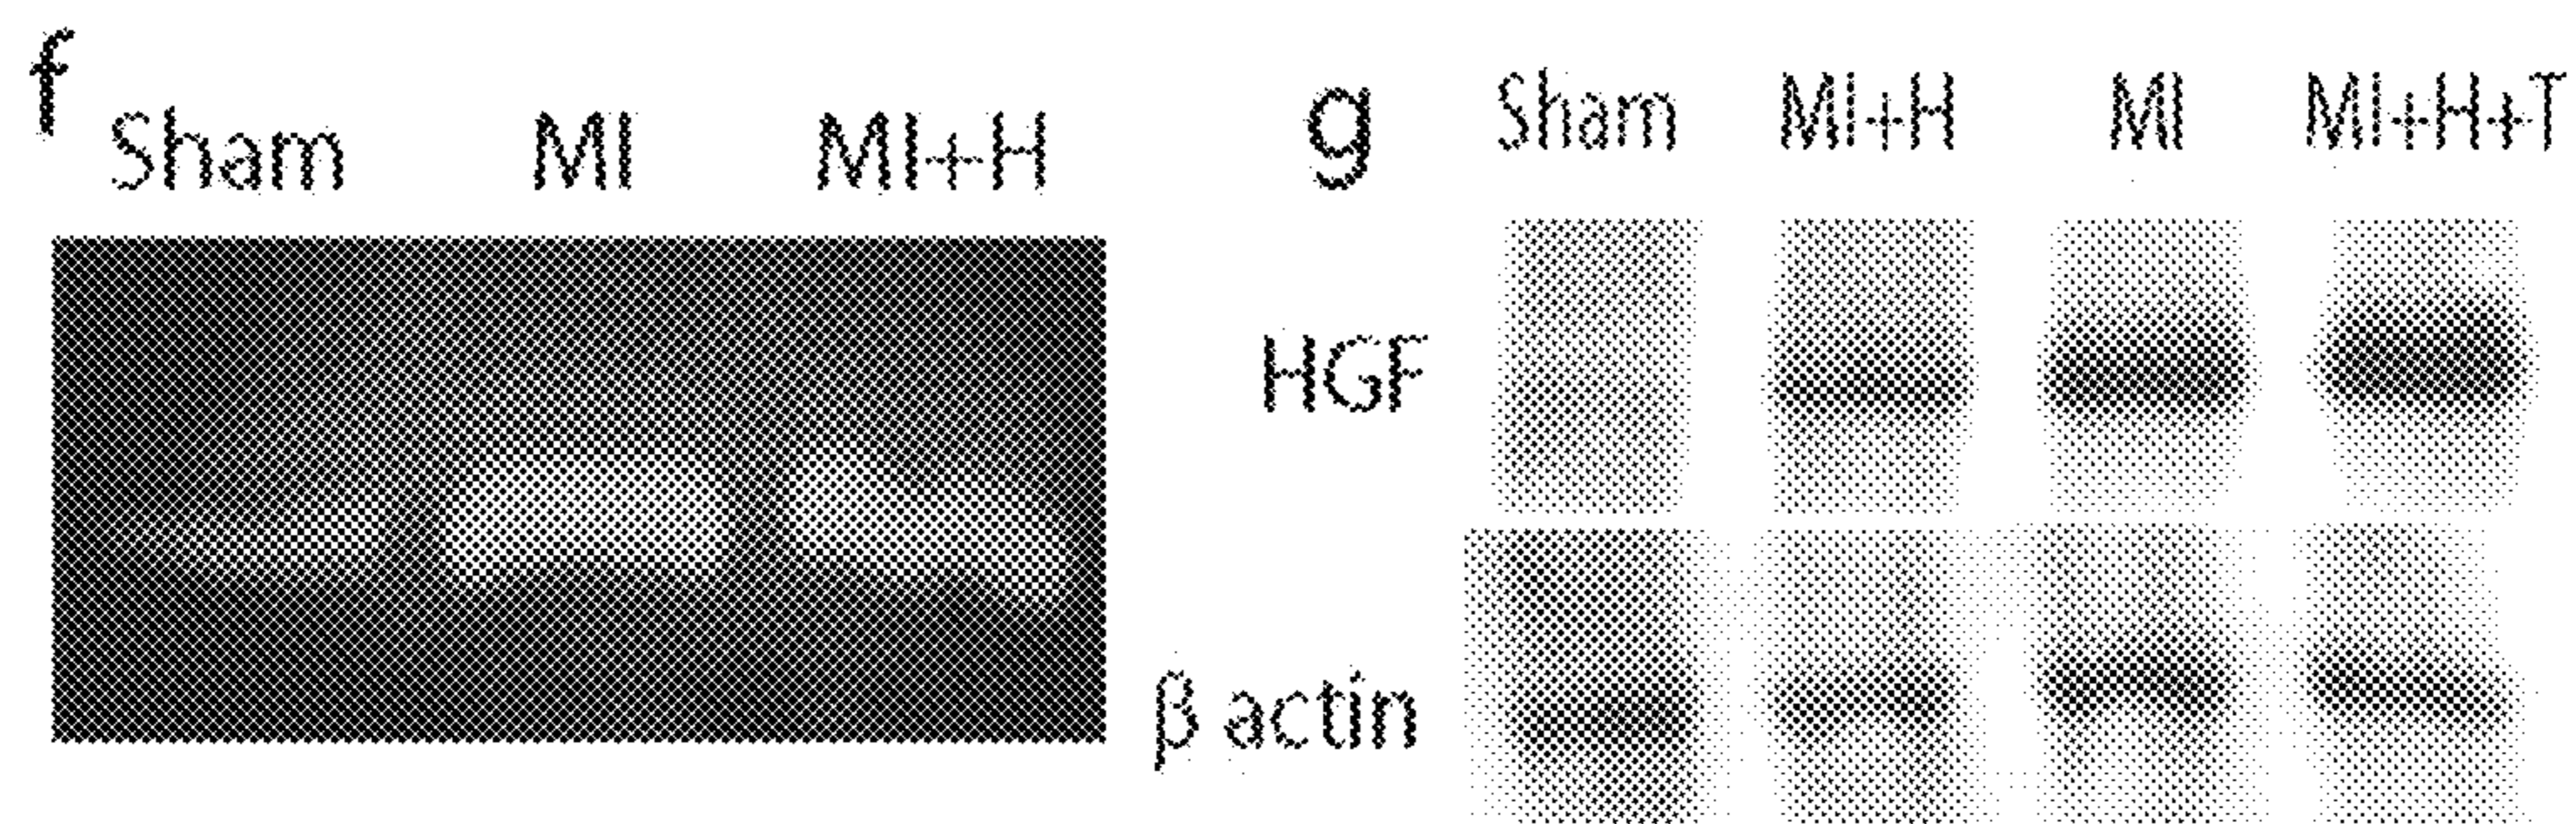 f
Sham MI MI+H
g
Sham MI+H MI MI+H+T
HGF
β actin